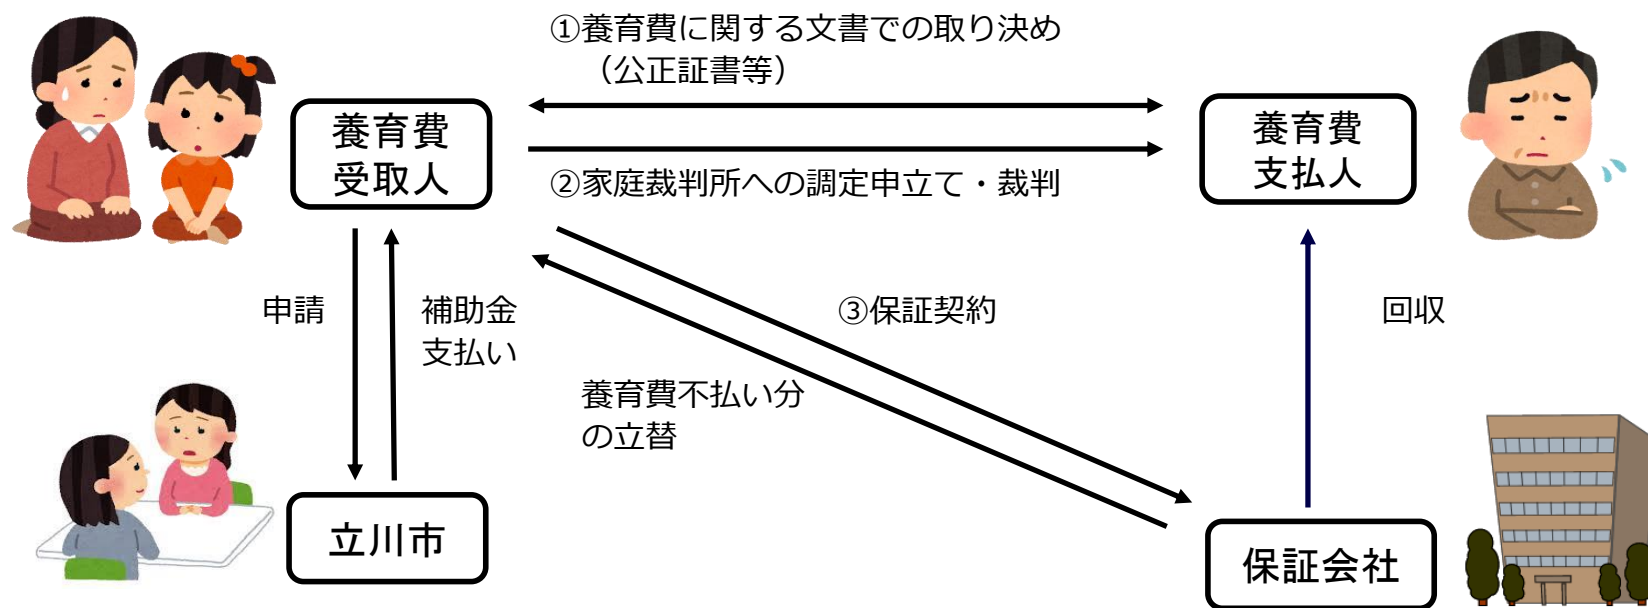 ①養育費に関する文書での取り決め
（公正証書等）
養育費
受取人
養育費
支払人
②家庭裁判所への調定申立て・裁判
申請
補助金
支払い
③保証契約
回収
養育費不払い分
の立替
立川市
保証会社